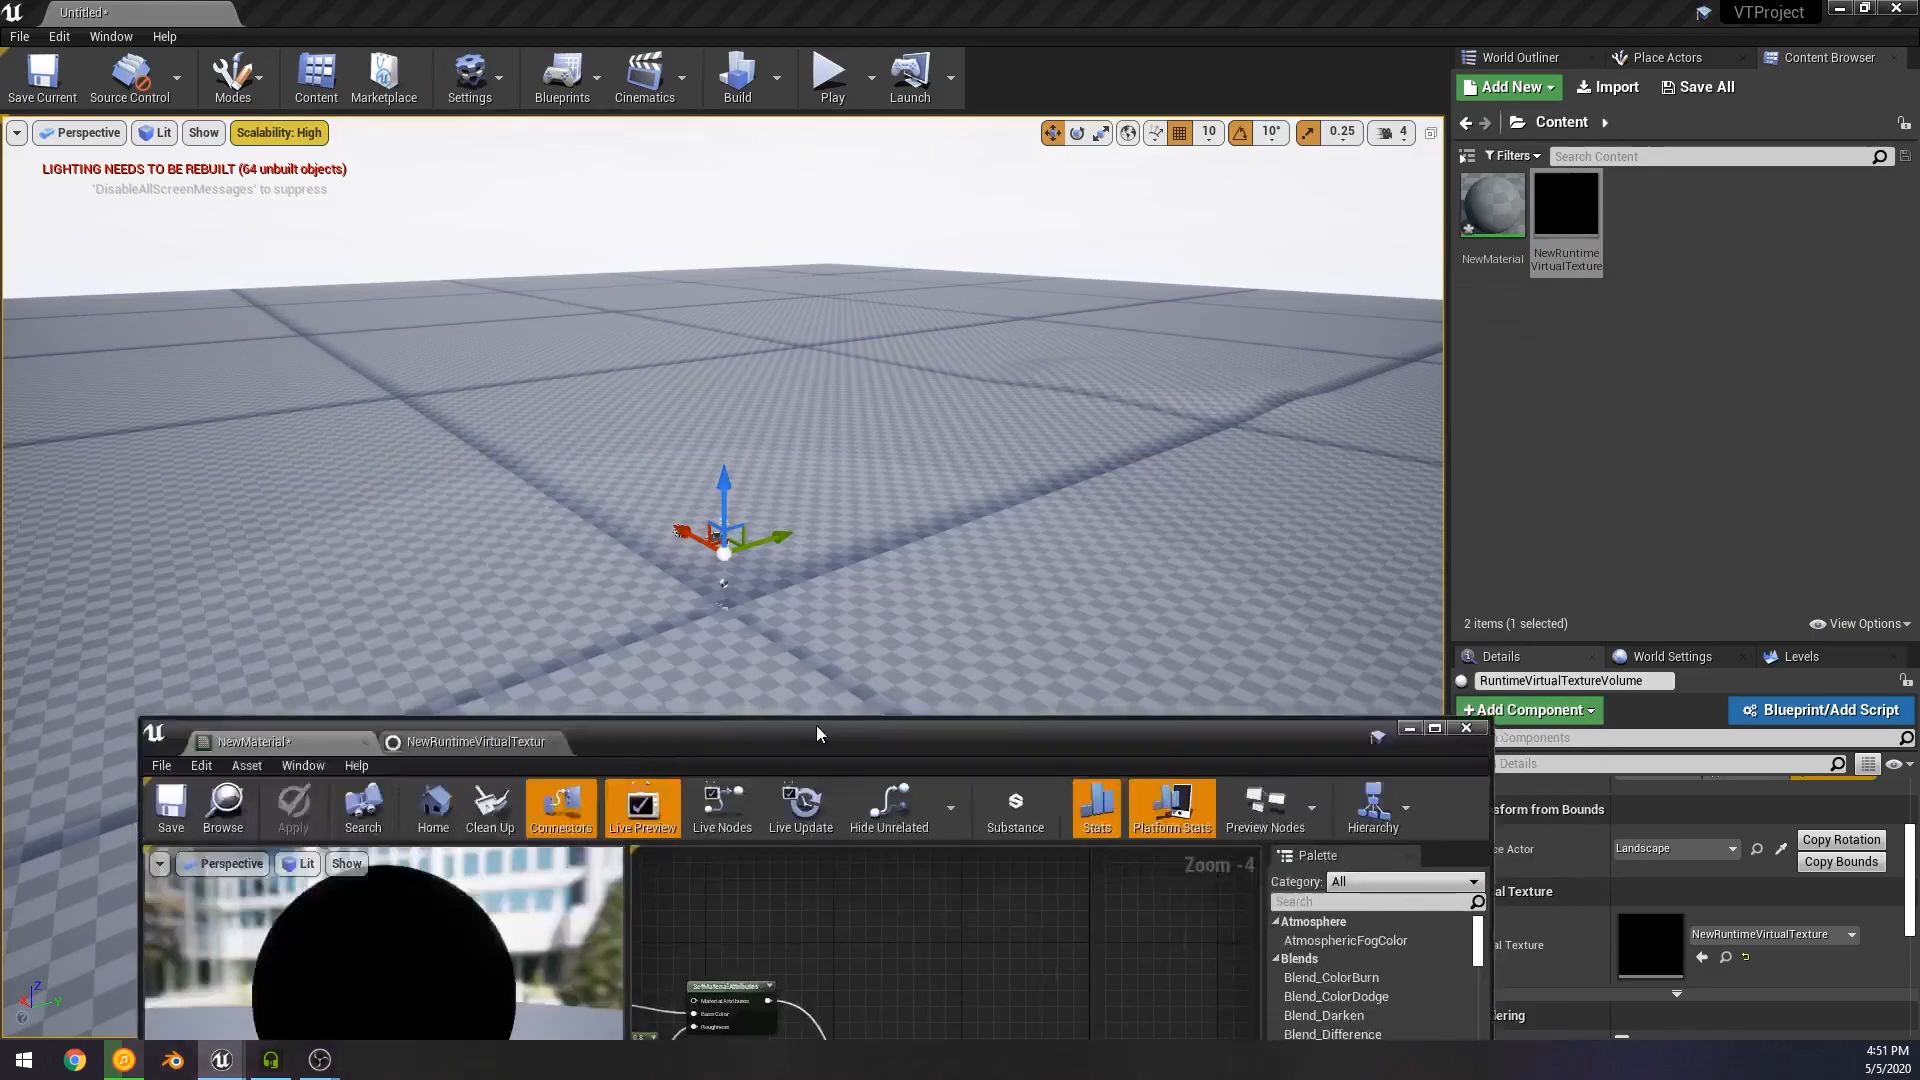 Untitled*
VTProject
File Edit Window Help
Save Current
Source Control
Modes
Content
Marketplace
Settings
Blueprints
Cinematics
Build
Play
Launch
World Outliner
Place Actors
Content Browser
Add New
Import
Save All
Content
Filters
Search Content
Perspective
Lit
Show
Scalability: High
10
10°
0.25
4
LIGHTING NEEDS TO BE REBUILT (64 unbuilt objects)
'DisableAllScreenMessages' to suppress
NewMaterial
NewRuntime
VirtualTexture
2 items (1 selected)
View Options
Details
World Settings
Levels
RuntimeVirtualTextureVolume
+Add Component
Blueprint/Add Script
Components
Details
sform from Bounds
ce Actor
Landscape
Copy Rotation
Copy Bounds
al Texture
al Texture
NewRuntimeVirtualTexture
ering
NewMaterial*
NewRuntimeVirtualTextur
File Edit Asset Window Help
Save
Browse
Apply
Search
Home
Clean Up
Connectors
Live Preview
Live Nodes
Live Update
Hide Unrelated
Substance
Stats
Platform Stats
Preview Nodes
Hierarchy
Perspective
Lit
Show
Zoom -4
SetMaterialAttributes
MaterialAttributes
BaseColor
Roughness
0.8
Palette
Category: All
Search
Atmosphere
AtmosphericFogColor
Blends
Blend_ColorBurn
Blend_ColorDodge
Blend_Darken
Blend_Difference
Z
X
Y
4:51 PM
5/5/2020